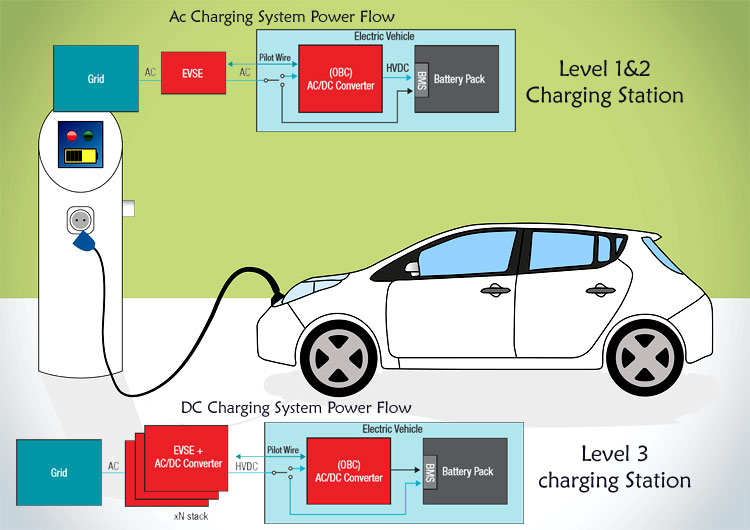 Ac Charging System Power Flow
Electric Vehicle
Grid
AC
EVSE
AC
Pilot Wire
(OBC)
AC/DC Converter
HVDC
BMS
Battery Pack
Level 1&2
Charging Station
DC Charging System Power Flow
Electric Vehicle
Grid
AC
EVSE +
AC/DC Converter
xN stack
HVDC
Pilot Wire
(OBC)
AC/DC Converter
BMS
Battery Pack
Level 3
charging Station